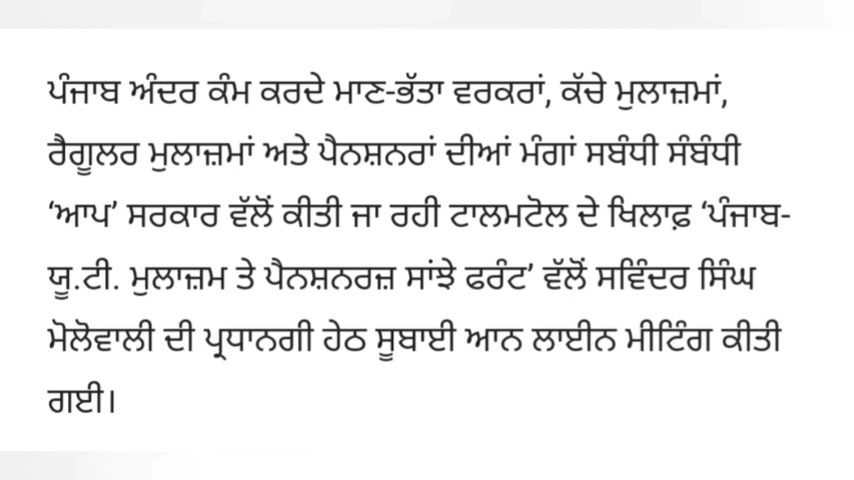 ਪੰਜਾਬ ਅੰਦਰ ਕੰਮ ਕਰਦੇ ਮਾਣ-ਭੱਤਾ ਵਰਕਰਾਂ, ਕੱਚੇ ਮੁਲਾਜ਼ਮਾਂ,
ਰੈਗੂਲਰ ਮੁਲਾਜ਼ਮਾਂ ਅਤੇ ਪੈਨਸ਼ਨਰਾਂ ਦੀਆਂ ਮੰਗਾਂ ਸਬੰਧੀ ਸੰਬੰਧੀ
‘ਆਪ’ ਸਰਕਾਰ ਵੱਲੋਂ ਕੀਤੀ ਜਾ ਰਹੀ ਟਾਲਮਟੋਲ ਦੇ ਖਿਲਾਫ਼ ‘ਪੰਜਾਬ-
ਯੂ.ਟੀ. ਮੁਲਾਜ਼ਮ ਤੇ ਪੈਨਸ਼ਨਰਜ਼ ਸਾਂਝੇ ਫਰੰਟ’ ਵੱਲੋਂ ਸਵਿੰਦਰ ਸਿੰਘ
ਮੋਲੋਵਾਲੀ ਦੀ ਪ੍ਰਧਾਨਗੀ ਹੇਠ ਸੂਬਾਈ ਆਨ ਲਾਈਨ ਮੀਟਿੰਗ ਕੀਤੀ
ਗਈ।